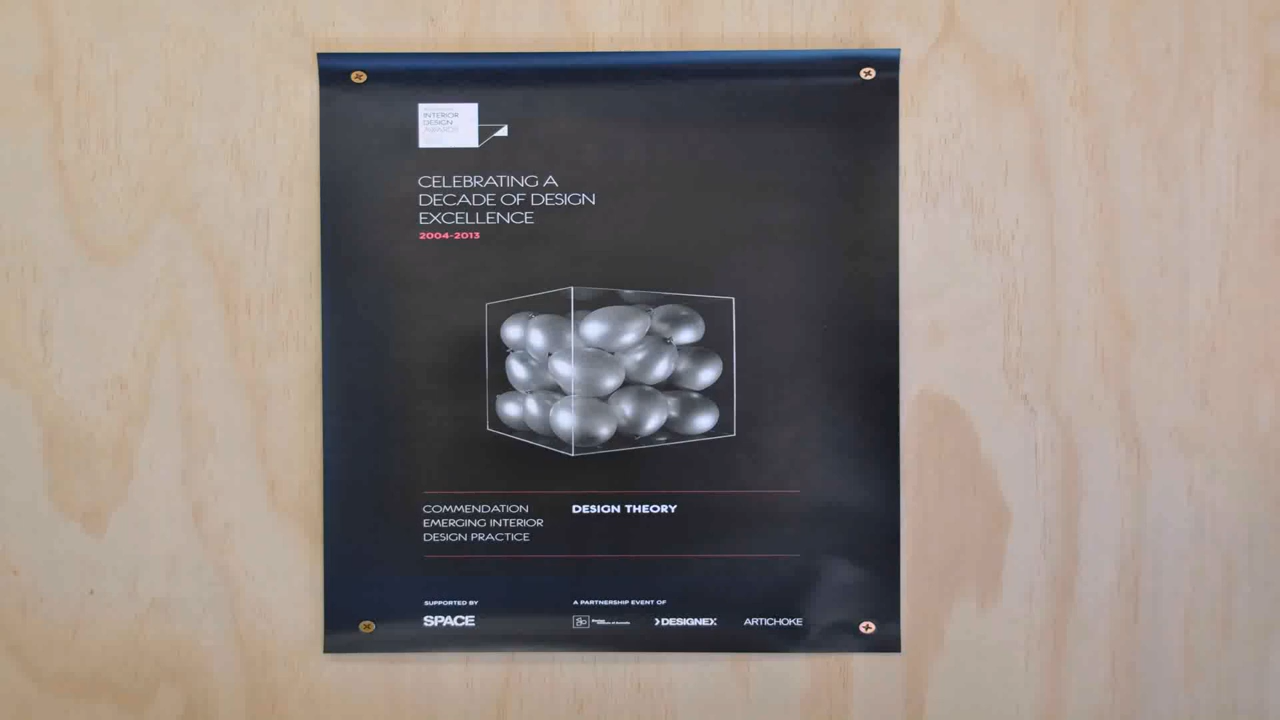 INTERIOR
DESIGN
AWARDS
CELEBRATING A
DECADE OF DESIGN
EXCELLENCE
2004-2013
COMMENDATION
EMERGING INTERIOR
DESIGN PRACTICE
DESIGN THEORY
SUPPORTED BY
SPACE
A PARTNERSHIP EVENT OF
DESIGNEX
ARTICHOKE